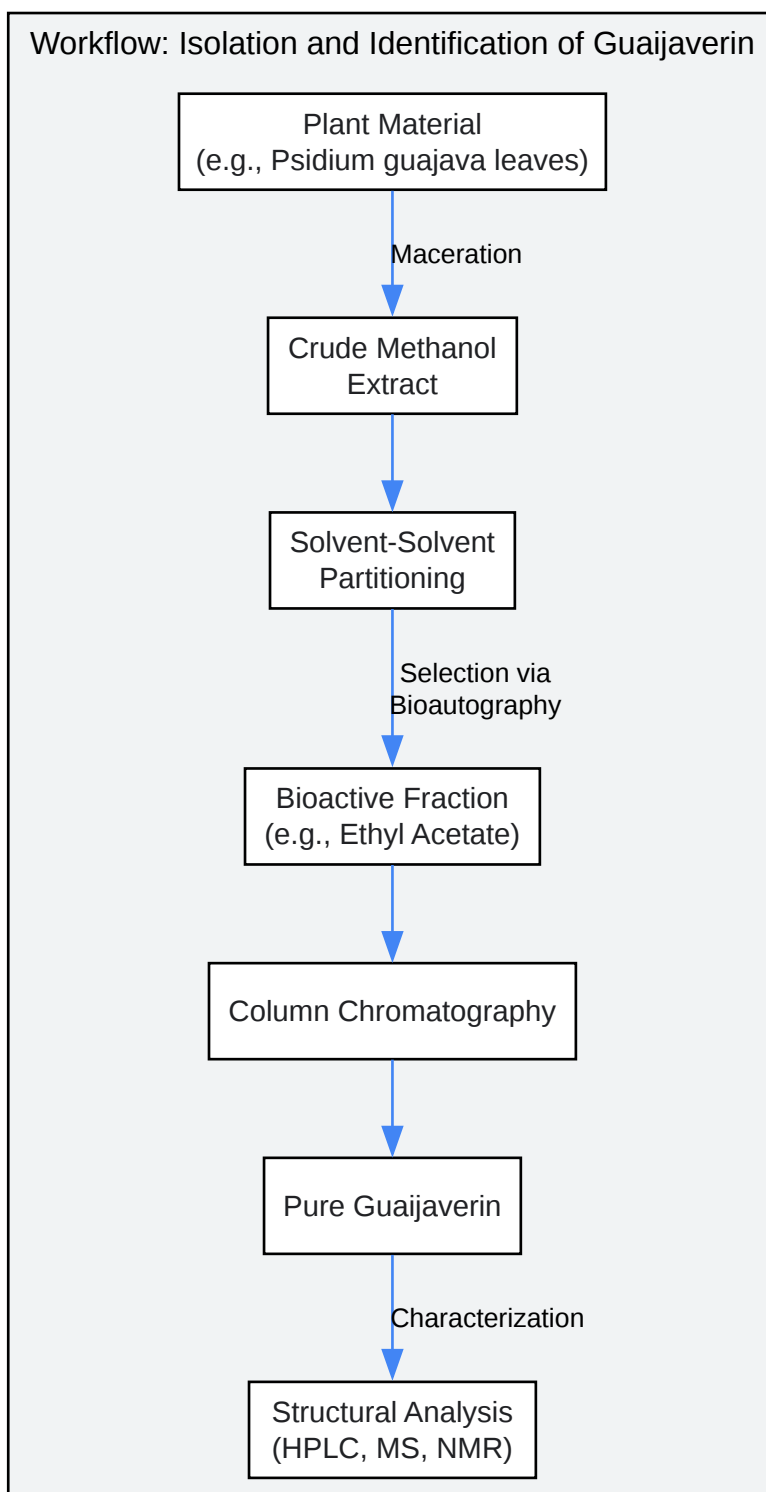 Workflow: Isolation and Identification of Guaijaverin
Plant Material
(e.g., Psidium guajava leaves)
Maceration
Crude Methanol
Extract
Solvent-Solvent
Partitioning
Selection via
Bioautography
Bioactive Fraction
(e.g., Ethyl Acetate)
Column Chromatography
Pure Guaijaverin
Characterization
Structural Analysis
(HPLC, MS, NMR)